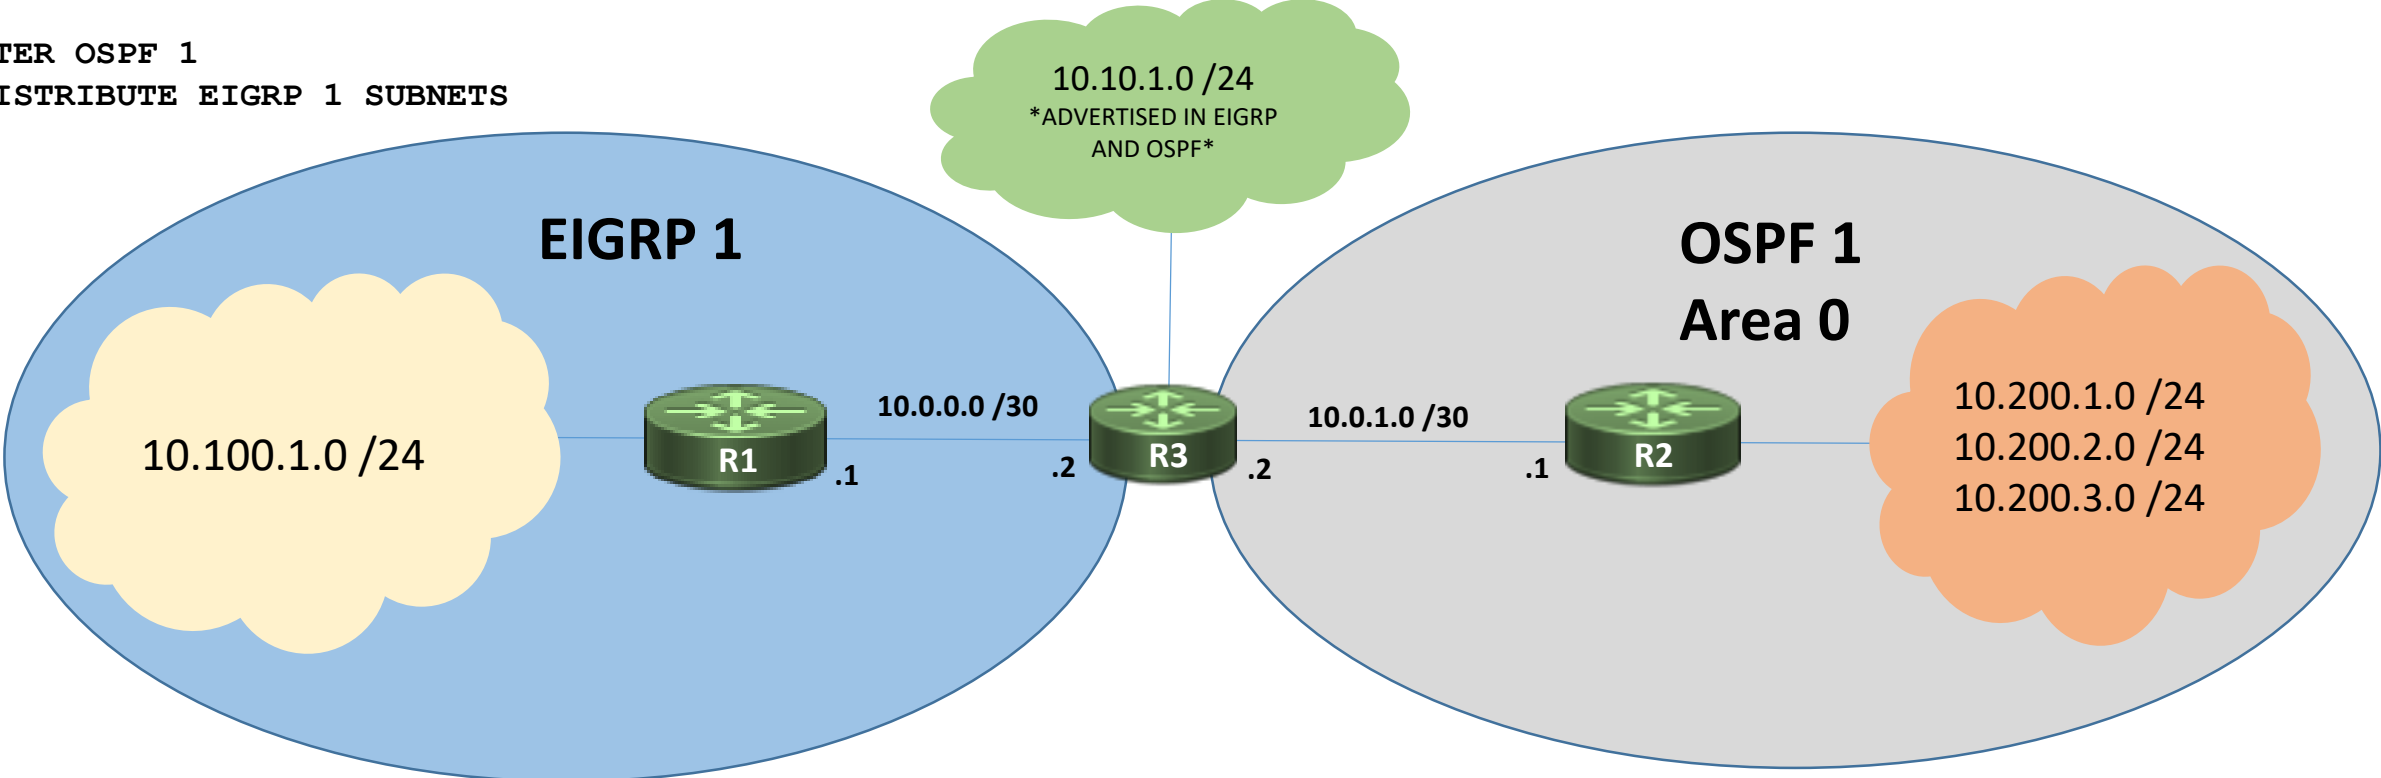 TER OSPF 1
ISTRIBUTE EIGRP 1 SUBNETS
10.10.1.0 /24
*ADVERTISED IN EIGRP
AND OSPF*
EIGRP 1
OSPF 1
Area 0
10.100.1.0 /24
R1
.1
10.0.0.0 /30
.2
R3
.2
10.0.1.0 /30
.1
R2
10.200.1.0 /24
10.200.2.0 /24
10.200.3.0 /24